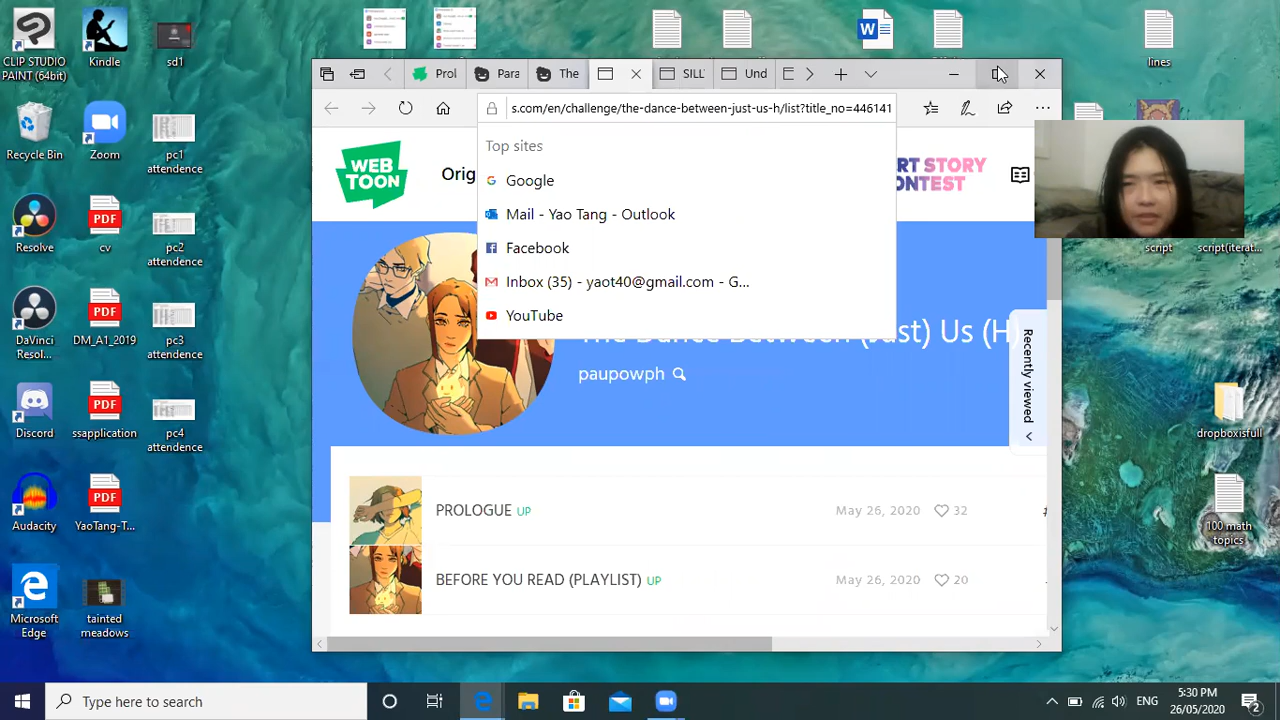 CLIP STUDIO
PAINT (64bit)
Kindle
sd1
lines
Recycle Bin
Zoom
pc1
attendence
Resolve
cv
pc2
attendence
DaVinci
Resol...
DM_A1_2019
pc3
attendence
Discord
ssapplication
pc4
attendence
Audacity
YaoTang-T...
Microsoft
Edge
tainted
meadows
PDF
PDF
PDF
PDF
script
script(iterat...
dropboxisfull
100 math
topics
Prol
Para
The
SILL
Und
s.com/en/challenge/the-dance-between-just-us-h/list?title_no=446141
Top sites
Google
Mail - Yao Tang - Outlook
Facebook
Inbox (35) - yaot40@gmail.com - G...
YouTube
WEB
TOON
Orig
RT STORY
ONTEST
The Dance Between (Just) Us (H)
paupowph
Recently viewed
PROLOGUE UP
May 26, 2020
32
BEFORE YOU READ (PLAYLIST) UP
May 26, 2020
20
Type here to search
ENG
5:30 PM
26/05/2020
2